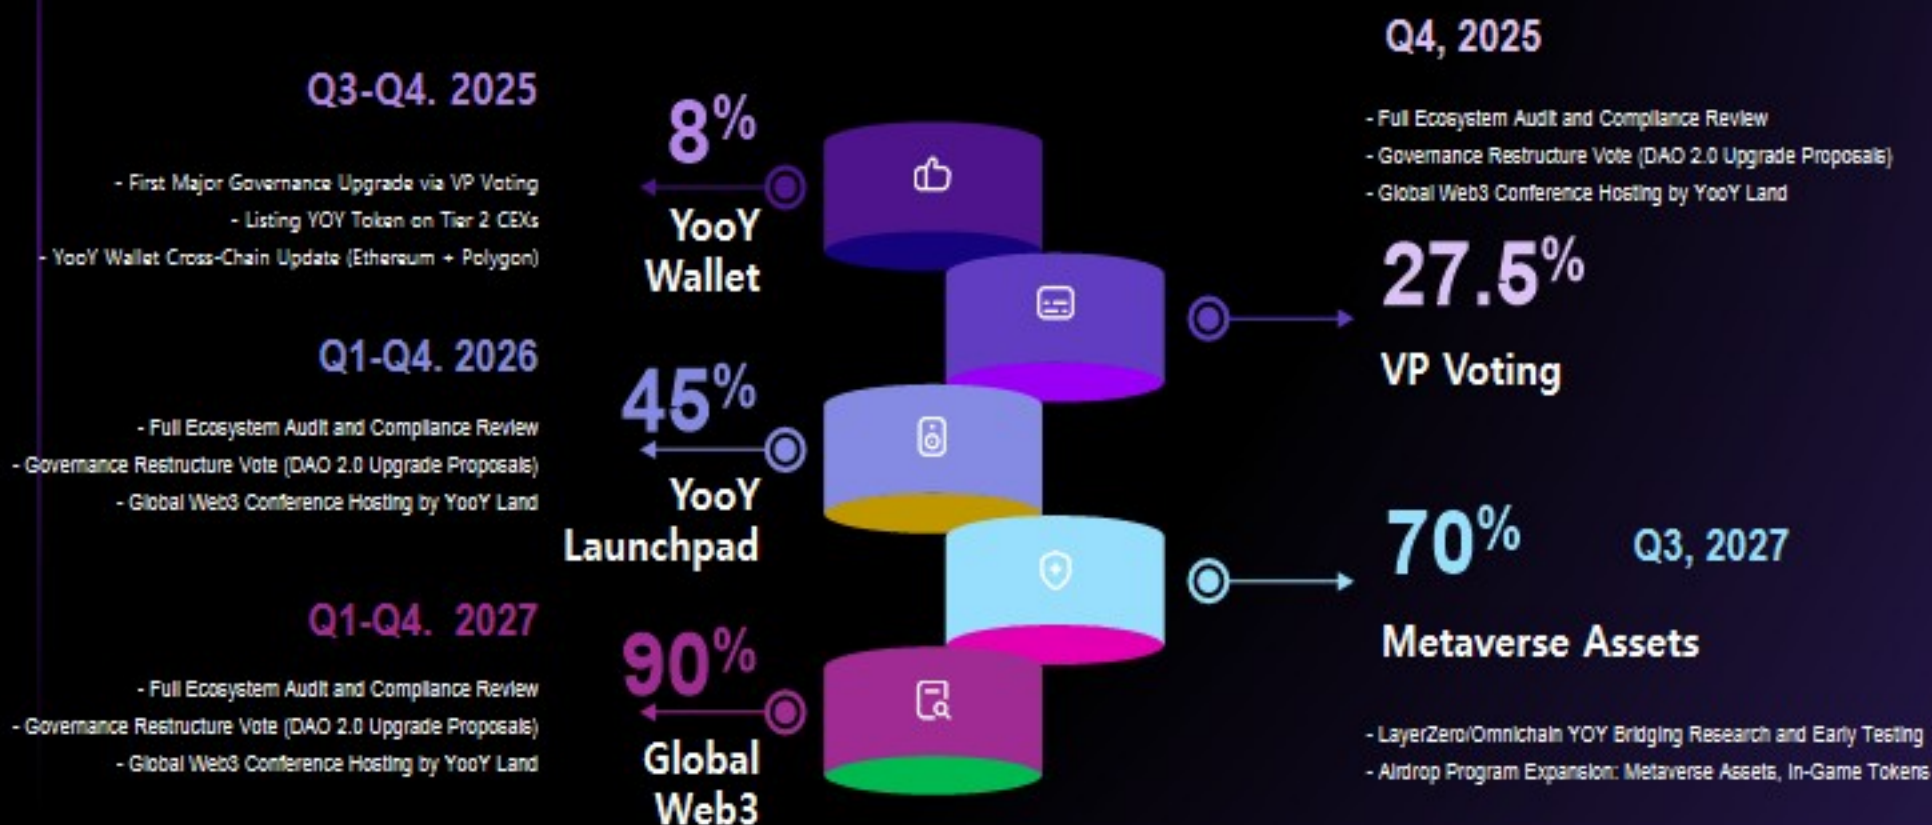 Q3-Q4. 2025
- First Major Governance Upgrade via VP Voting
- Listing YOY Token on Tier 2 CEXs
- YooY Wallet Cross-Chain Update (Ethereum + Polygon)
8%
YooY
Wallet
Q4, 2025
- Full Ecosystem Audit and Compliance Review
- Governance Restructure Vote (DAO 2.0 Upgrade Proposals)
- Global Web3 Conference Hosting by YooY Land
27.5%
VP Voting
Q1-Q4. 2026
- Full Ecosystem Audit and Compliance Review
- Governance Restructure Vote (DAO 2.0 Upgrade Proposals)
- Global Web3 Conference Hosting by YooY Land
45%
YooY
Launchpad
70%
Q3, 2027
Metaverse Assets
- LayerZero/Omnichain YOY Bridging Research and Early Testing
- Airdrop Program Expansion: Metaverse Assets, In-Game Tokens
Q1-Q4. 2027
- Full Ecosystem Audit and Compliance Review
- Governance Restructure Vote (DAO 2.0 Upgrade Proposals)
- Global Web3 Conference Hosting by YooY Land
90%
Global
Web3